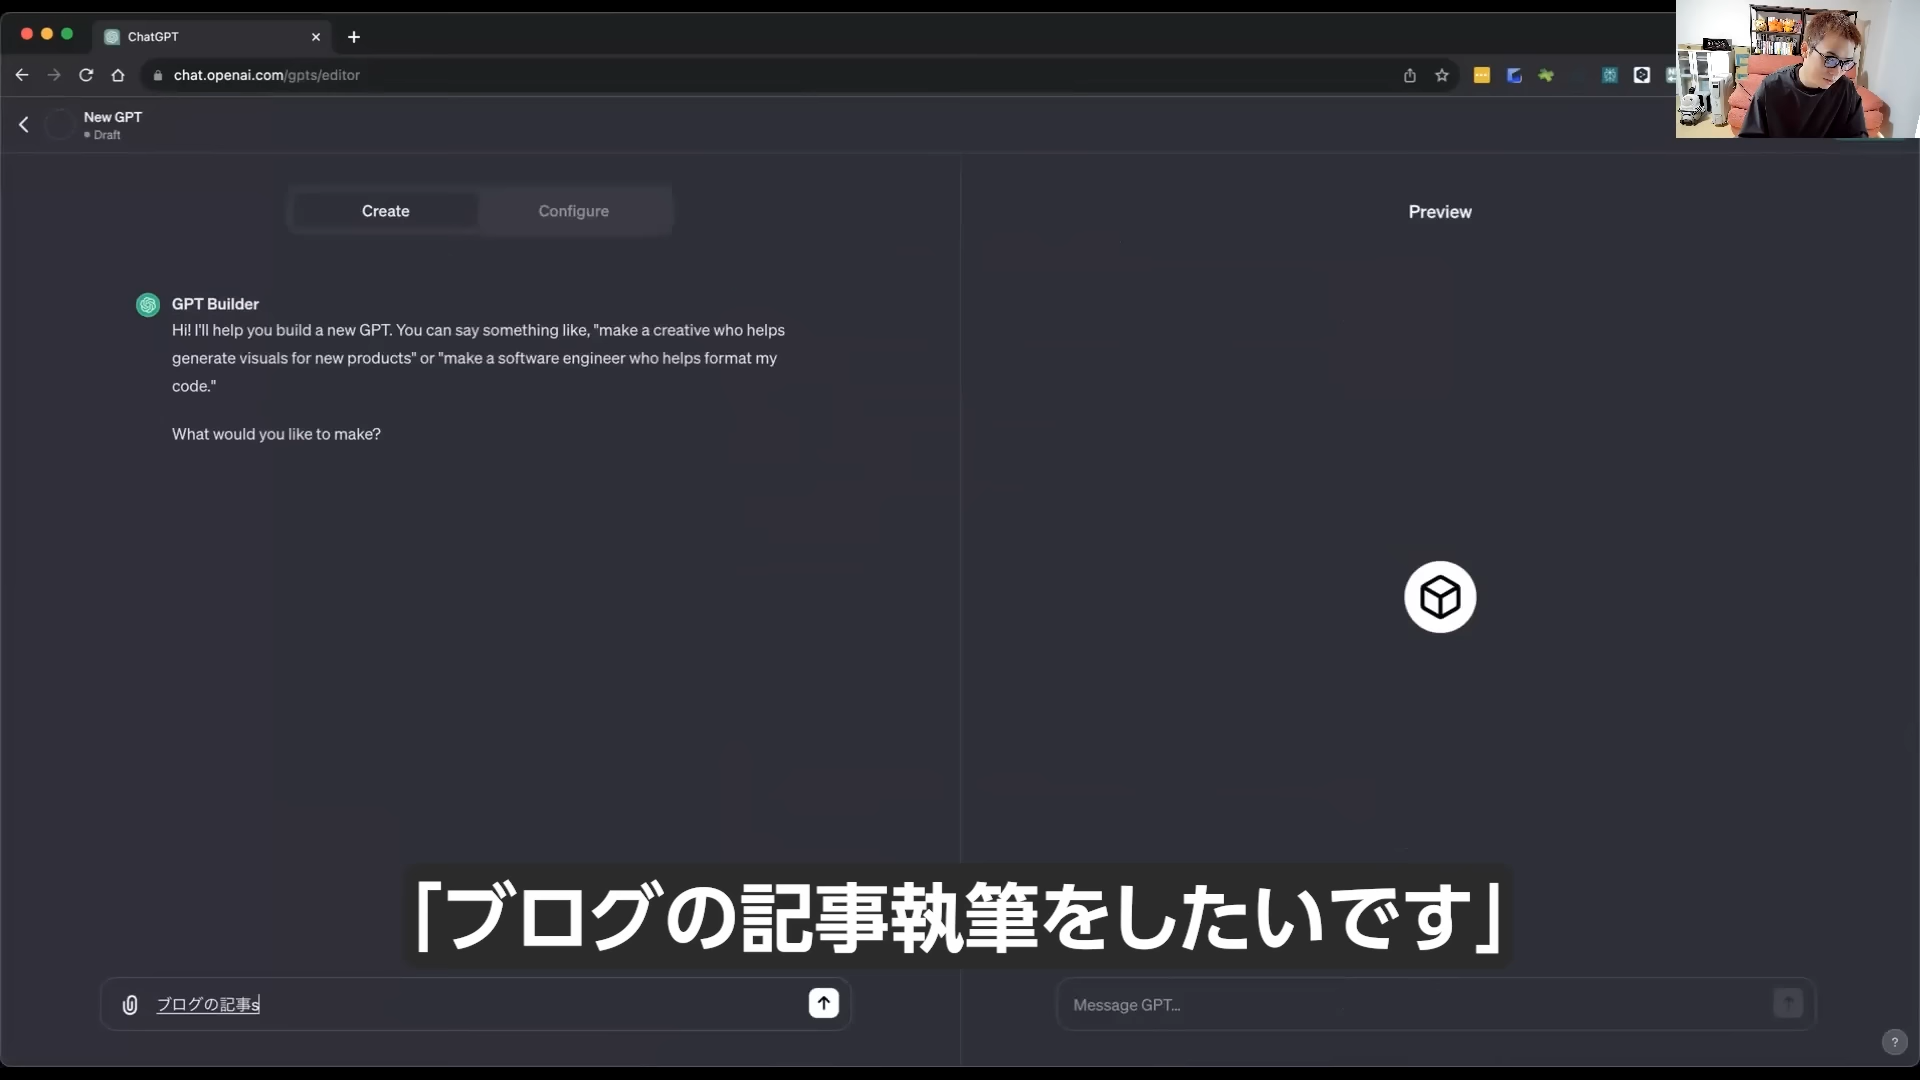 ChatGPT
chat.openai.com/gpts/editor
New GPT
Draft
Create
Configure
Preview
GPT Builder
Hi! I'll help you build a new GPT. You can say something like, "make a creative who helps
generate visuals for new products" or "make a software engineer who helps format my
code."
What would you like to make?
「ブログの記事執筆をしたいです」
ブログの記事s
Message GPT…
?